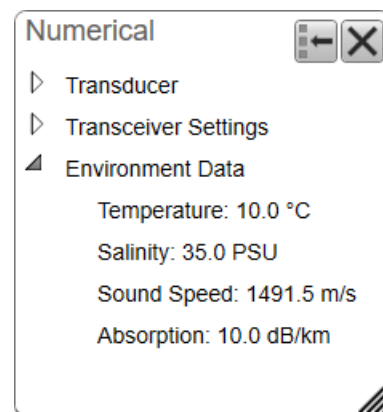 Numerical
Transducer
Transceiver Settings
Environment Data
Temperature: 10.0 °C
Salinity: 35.0 PSU
Sound Speed: 1491.5 m/s
Absorption: 10.0 dB/km